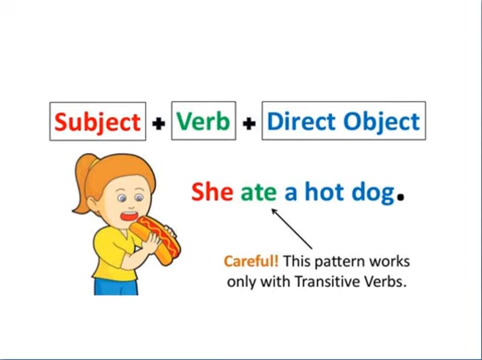 Subject + Verb + Direct Object
She ate a hot dog.
Careful! This pattern works
only with Transitive Verbs.